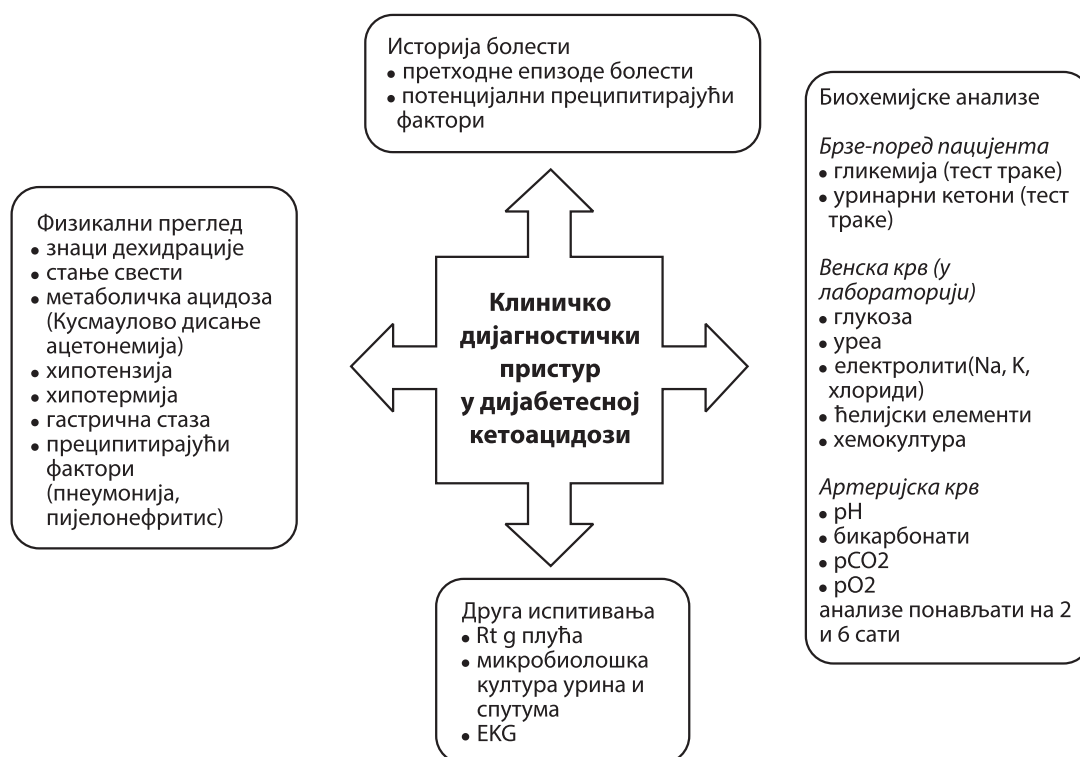 Историја болести
• претходне епизоде болести
• потенцијални преципитирајући
фактори
Физикални преглед
• знаци дехидрације
• стање свести
• метаболичка ацидоза
(Кусмаулово дисање
ацетонемија)
• хипотензија
• хипотермија
• гастрична стаза
• преципитирајући
фактори
(пнеумонија,
пијелонефритис)
Клиничко
дијагностички
пристур
у дијабетесној
кетоацидози
Биохемијске анализе
Брзе-поред пацијента
• гликемија (тест траке)
• уринарни кетони (тест
траке)
Венска крв (у
лабораторији)
• глукоза
• уреа
• електролити(Na, K,
хлориди)
• ћелијски елементи
• хемокултура
Артеријска крв
• pH
• бикарбонати
• pCO2
• pO2
анализе понављати на 2
и 6 сати
Друга испитивања
• Rt g плућа
• микробиолошка
култура урина и
спутума
• EKG